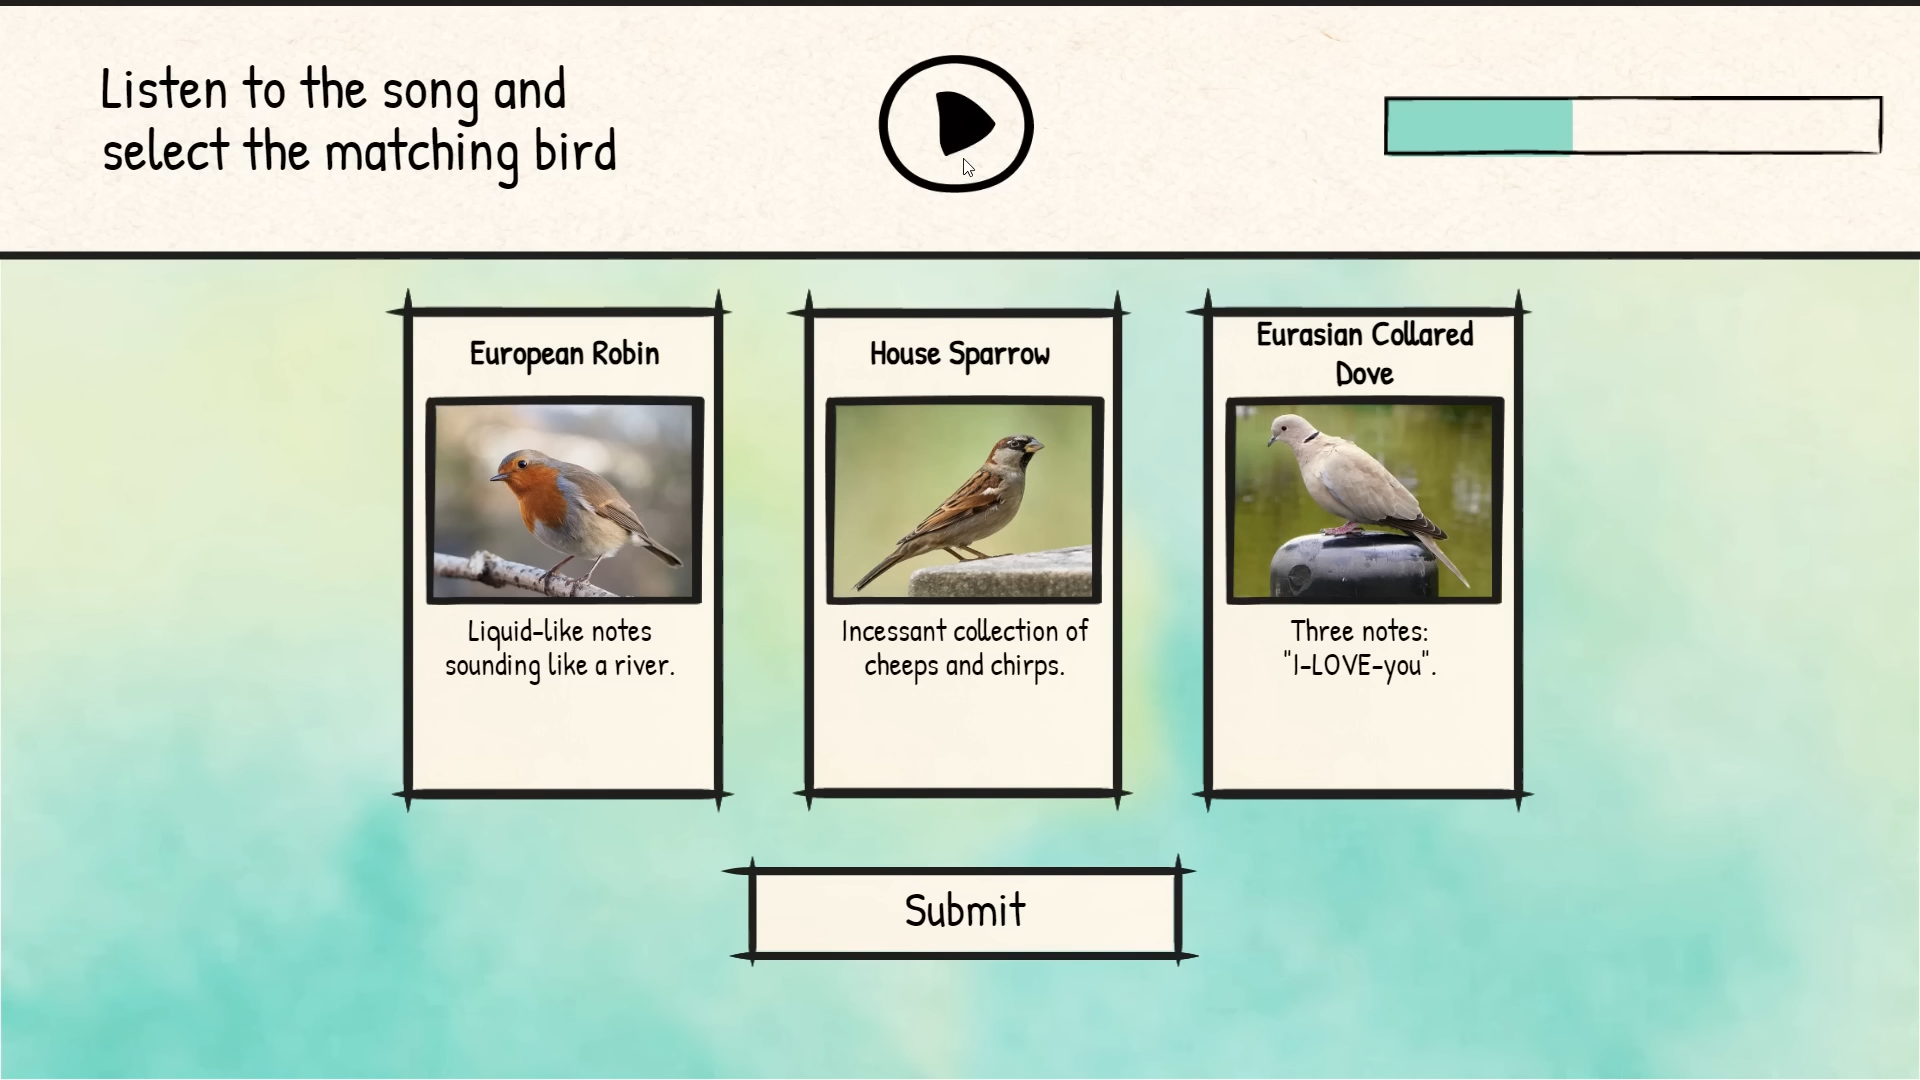 Listen to the song and
select the matching bird
European Robin
Liquid-like notes
sounding like a river.
House Sparrow
Incessant collection of
cheeps and chirps.
Eurasian Collared
Dove
Three notes:
"I-LOVE-you".
Submit